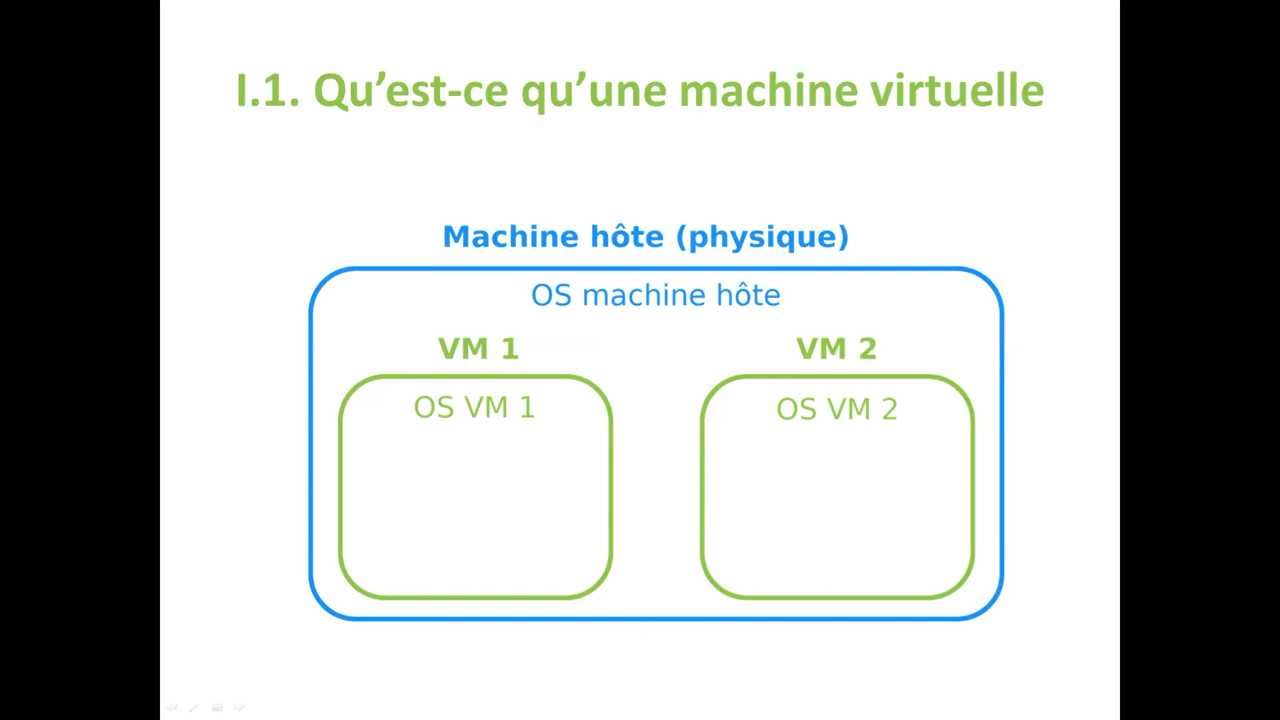 I.1. Qu’est-ce qu’une machine virtuelle
Machine hôte (physique)
OS machine hôte
VM 1
VM 2
OS VM 1
OS VM 2